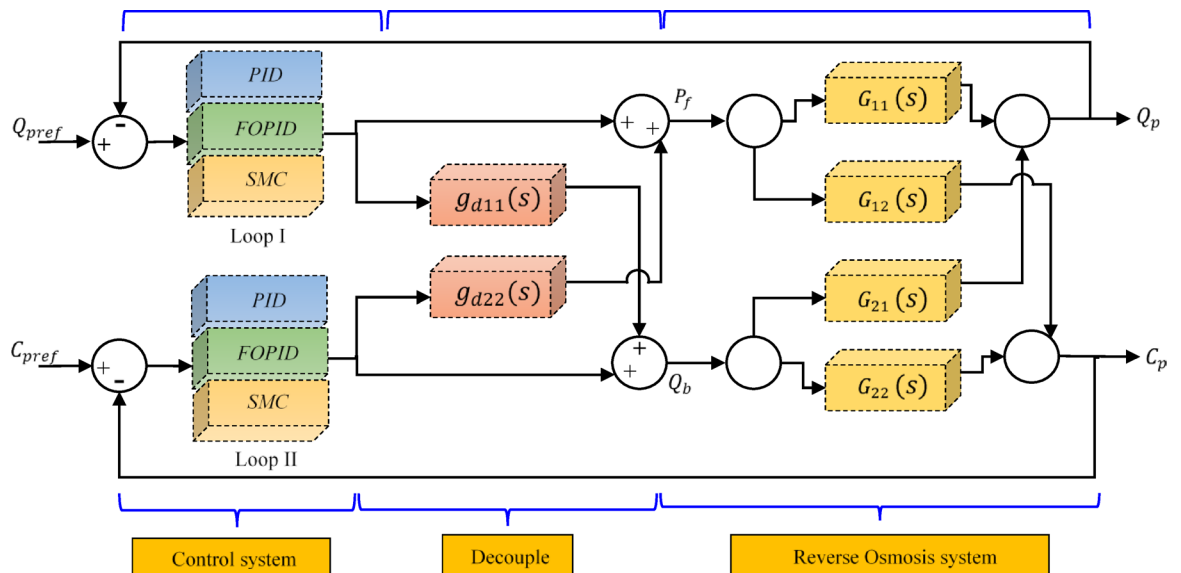 PID
FOPID
SMC
Loop I
Q_pref
+
-
g_d11(s)
g_d22(s)
+ +
P_f
G_11(s)
G_12(s)
G_21(s)
G_22(s)
Q_p
PID
FOPID
SMC
Loop II
C_pref
+
-
+
+
Q_b
C_p
Control system
Decouple
Reverse Osmosis system